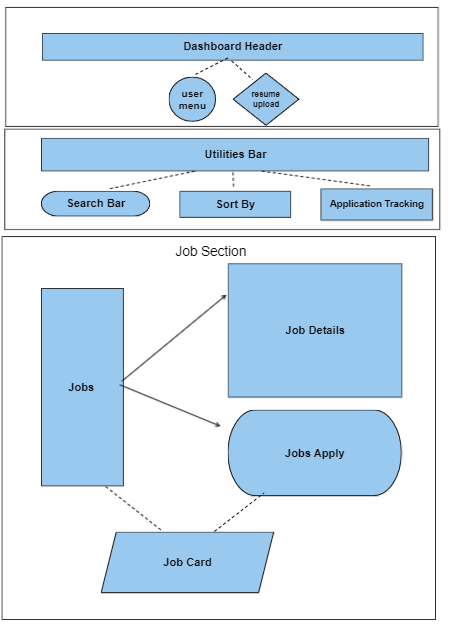 Dashboard Header
user
menu
resume
upload
Utilities Bar
Search Bar
Sort By
Application Tracking
Job Section
Job Details
Jobs
Jobs Apply
Job Card